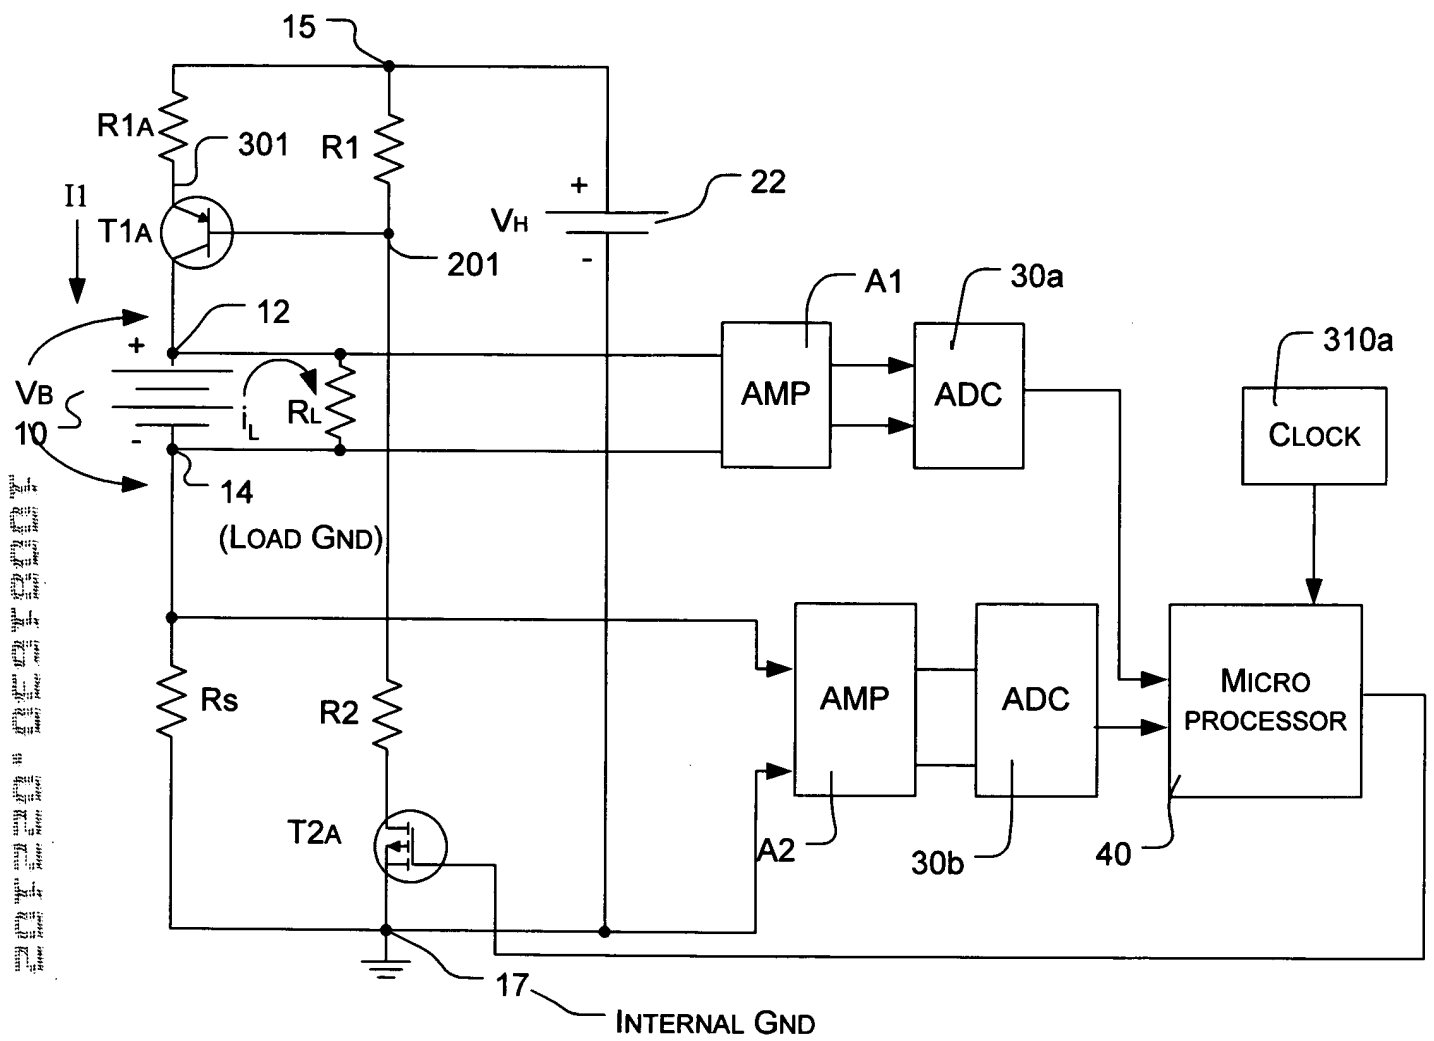 15
R1A
301
R1
I1
T1A
+
22
VH
201
-
A1
30a
12
310a
+
VB
10
iL
RL
AMP
ADC
CLOCK
-
14
(LOAD GND)
Rs
R2
AMP
ADC
MICRO
PROCESSOR
T2A
A2
30b
40
17
INTERNAL GND